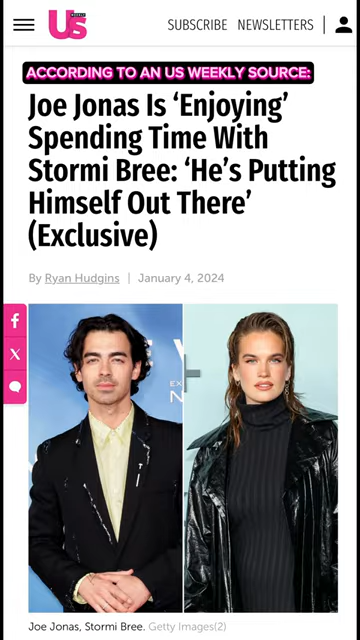 Us
WEEKLY
SUBSCRIBE NEWSLETTERS
ACCORDING TO AN US WEEKLY SOURCE:
Joe Jonas Is ‘Enjoying’
Spending Time With
Stormi Bree: ‘He’s Putting
Himself Out There’
(Exclusive)
By Ryan Hudgins | January 4, 2024
f
X
Joe Jonas, Stormi Bree. Getty Images(2)